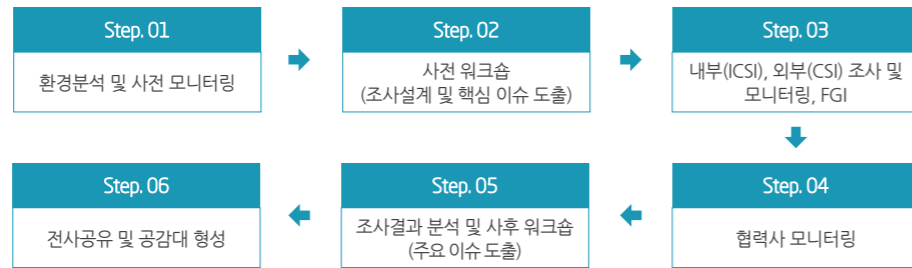 Step. 01
환경분석 및 사전 모니터링
Step. 02
사전 워크숍
(조사설계 및 핵심 이슈 도출)
Step. 03
내부(ICSI), 외부(CSI) 조사 및
모니터링, FGI
Step. 04
협력사 모니터링
Step. 05
조사결과 분석 및 사후 워크숍
(주요 이슈 도출)
Step. 06
전사공유 및 공감대 형성